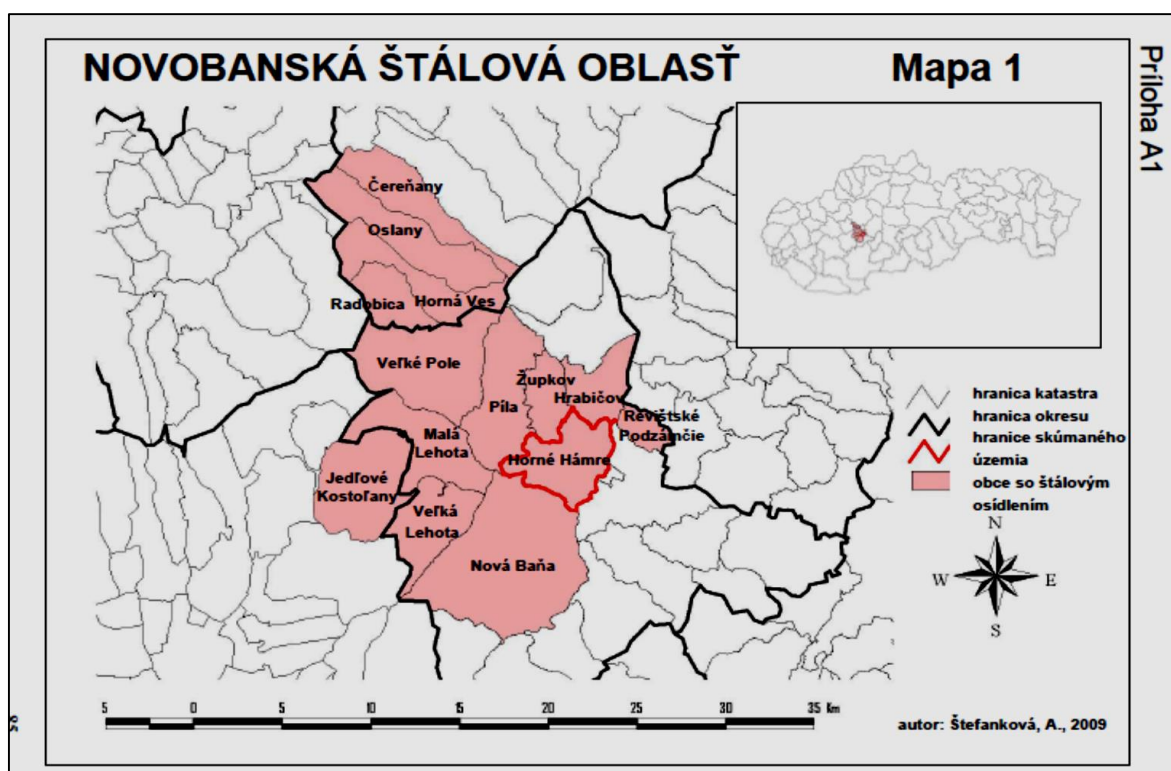 NOVOBANSKÁ ŠTÁLOVÁ OBLASŤ
Mapa 1
Príloha A1
Čereňany
Oslany
Radobica
Horná Ves
Veľké Pole
Župkov
Hrabičov
Píla
Revištské
Podzámčie
Malá
Lehota
Horné Hámre
Jedľové
Kostoľany
Veľká
Lehota
Nová Baňa
hranica katastra
hranica okresu
hranice skúmaného
územia
obce so štálovým
osídlením
N
W
E
S
5 0 5 10 15 20 25 30 35 Km
autor: Štefanková, A., 2009